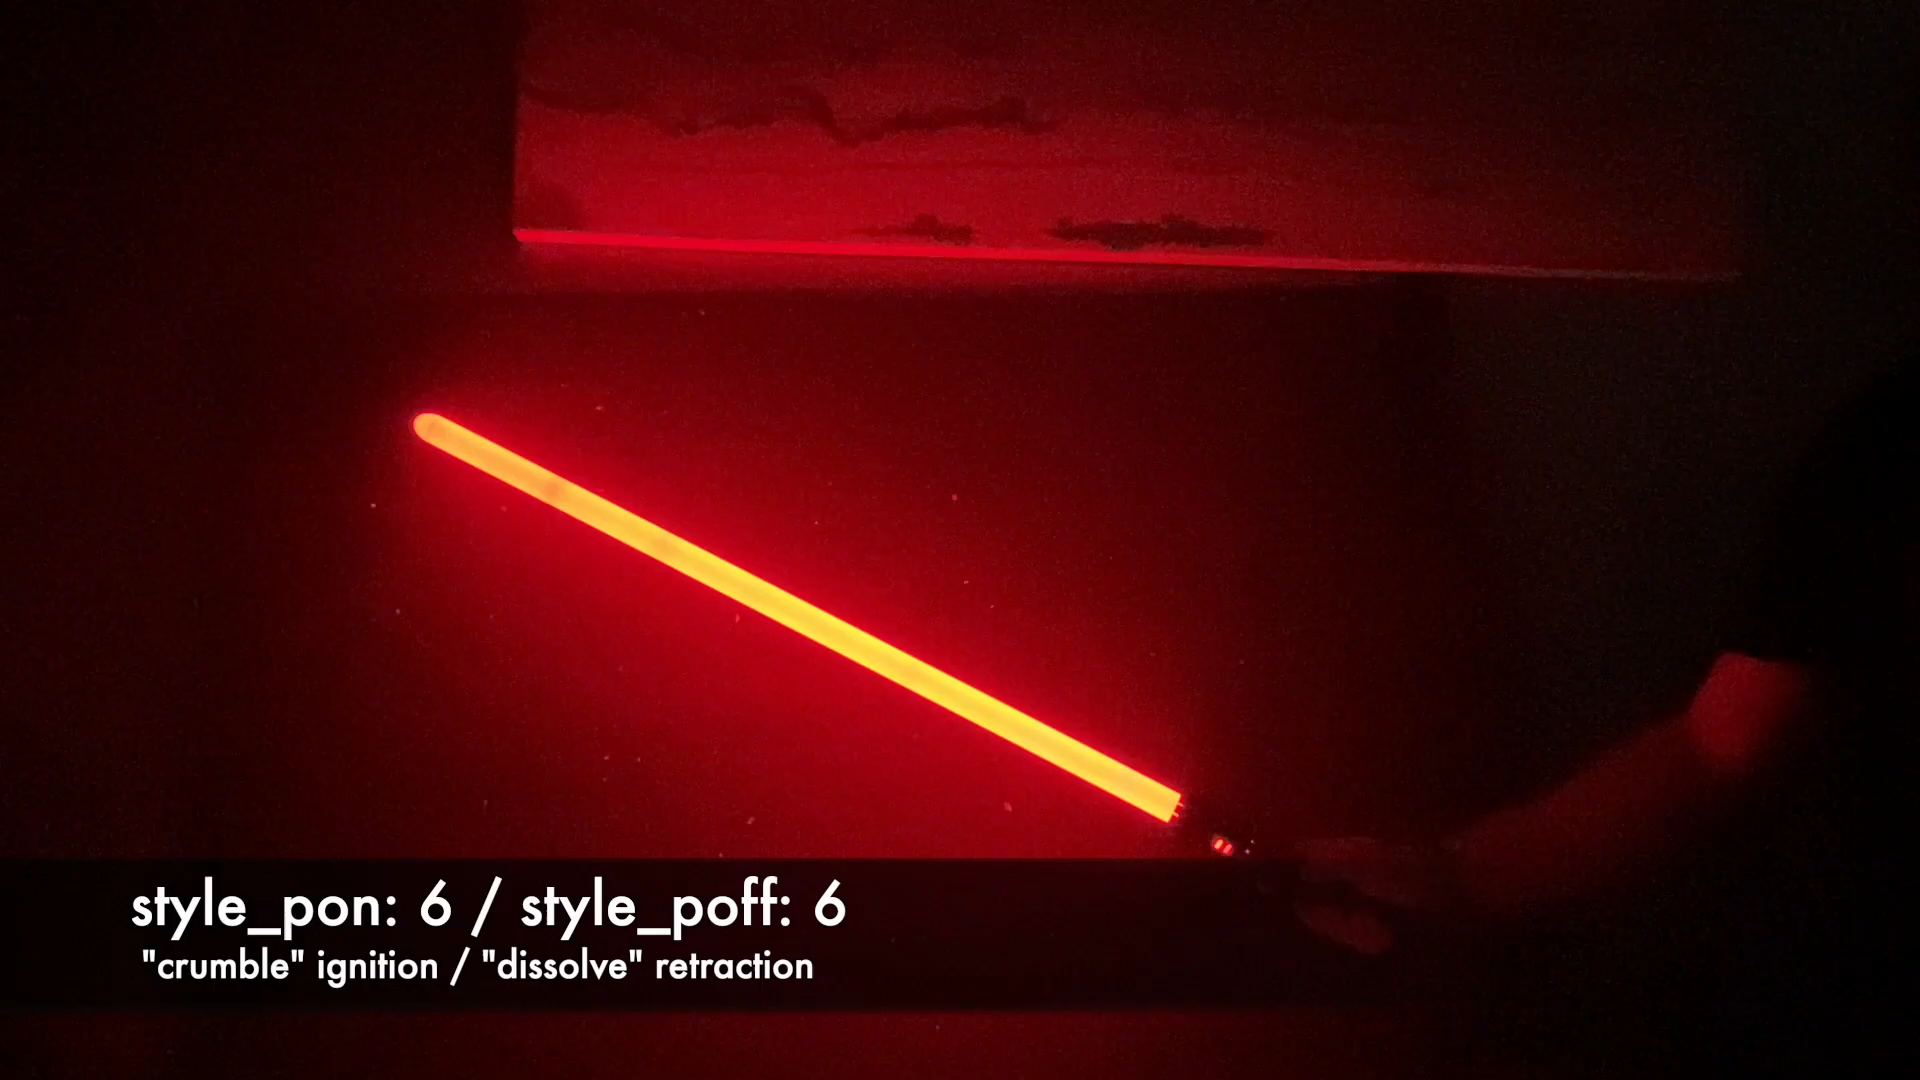 style_pon: 6 / style_poff: 6
"crumble" ignition / "dissolve" retraction